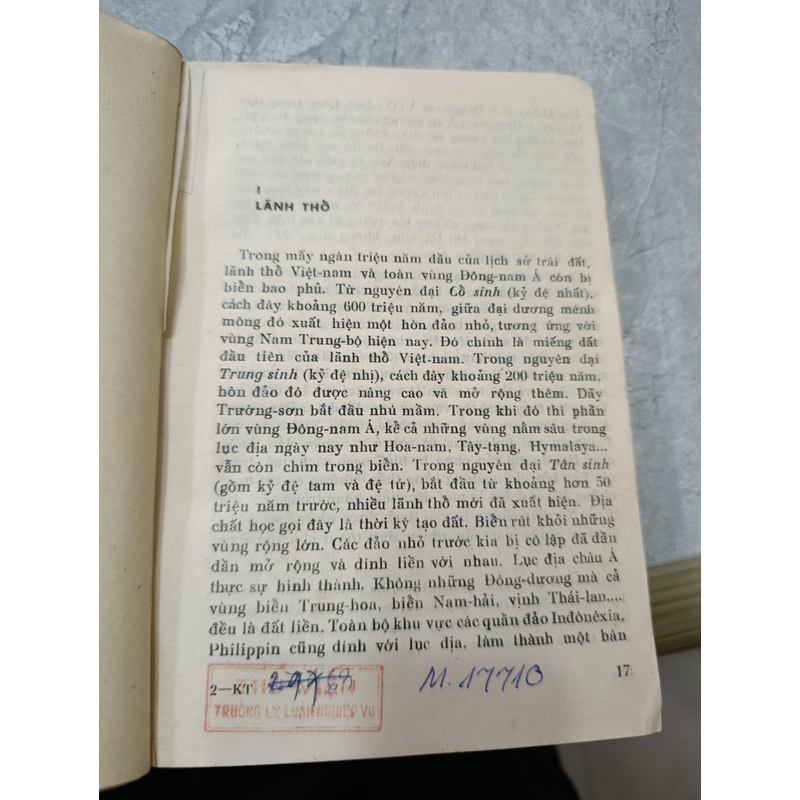 I
LÃNH THỔ
Trong mấy ngàn triệu năm đầu của lịch sử trái đất,
lãnh thổ Việt-nam và toàn vùng Đông-nam Á còn bị
biển bao phủ. Từ nguyên đại Cổ sinh (kỷ đệ nhất),
cách đây khoảng 600 triệu năm, giữa đại dương mênh
mông đó xuất hiện một hòn đảo nhỏ, tương ứng với
vùng Nam Trung-bộ hiện nay. Đó chính là miếng đất
đầu tiên của lãnh thổ Việt-nam. Trong nguyên đại
Trung sinh (kỷ đệ nhị), cách đây khoảng 200 triệu năm,
hòn đảo đó được nâng cao và mở rộng thêm. Dãy
Trường-sơn bắt đầu nhú mầm. Trong khi đó thì phần
lớn vùng Đông-nam Á, kể cả những vùng nằm sâu trong
lục địa ngày nay như Hoa-nam, Tây-tạng, Hymalaya...
vẫn còn chìm trong biển. Trong nguyên đại Tân sinh
(gồm kỷ đệ tam và đệ tứ), bắt đầu từ khoảng hơn 50
triệu năm trước, nhiều lãnh thổ mới đã xuất hiện. Địa
chất học gọi đây là thời kỳ tạo đất. Biển rút khỏi những
vùng rộng lớn. Các đảo nhỏ trước kia bị cô lập đã dần
dần mở rộng và dính liền với nhau. Lục địa châu Á
thực sự hình thành. Không những Đông-dương mà cả
vùng biển Trung-hoa, biển Nam-hải, vịnh Thái-lan....
đều là đất liền. Toàn bộ khu vực các quần đảo Indônêxia,
Philippin cũng dính với lục địa, làm thành một bán
2—KT
M. 17710
17
THƯ VIỆN
TRƯỜNG LÝ LUẬN NGHIỆP VỤ